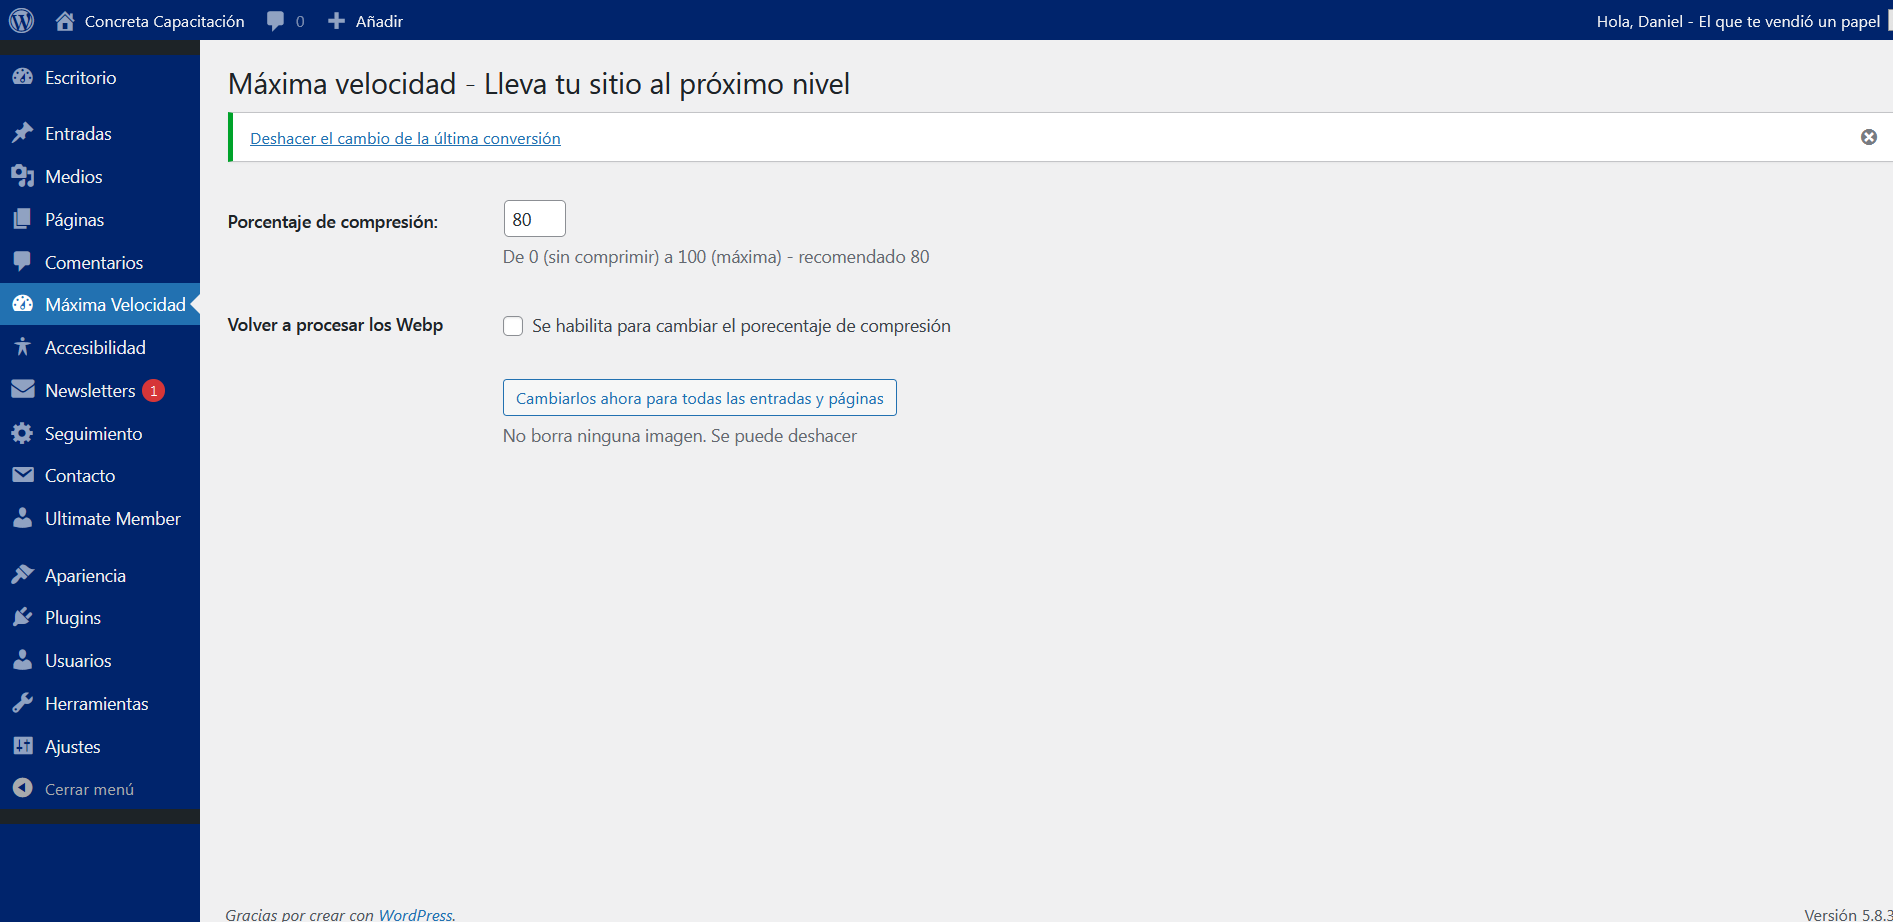 Concreta Capacitación
0
Añadir
Hola, Daniel - El que te vendió un papel
Escritorio
Entradas
Medios
Páginas
Comentarios
Máxima Velocidad
Accesibilidad
Newsletters 1
Seguimiento
Contacto
Ultimate Member
Apariencia
Plugins
Usuarios
Herramientas
Ajustes
Cerrar menú
Máxima velocidad - Lleva tu sitio al próximo nivel
Deshacer el cambio de la última conversión
Porcentaje de compresión:
80
De 0 (sin comprimir) a 100 (máxima) - recomendado 80
Volver a procesar los Webp
Se habilita para cambiar el porecentaje de compresión
Cambiarlos ahora para todas las entradas y páginas
No borra ninguna imagen. Se puede deshacer
Gracias por crear con WordPress.
Versión 5.8.3